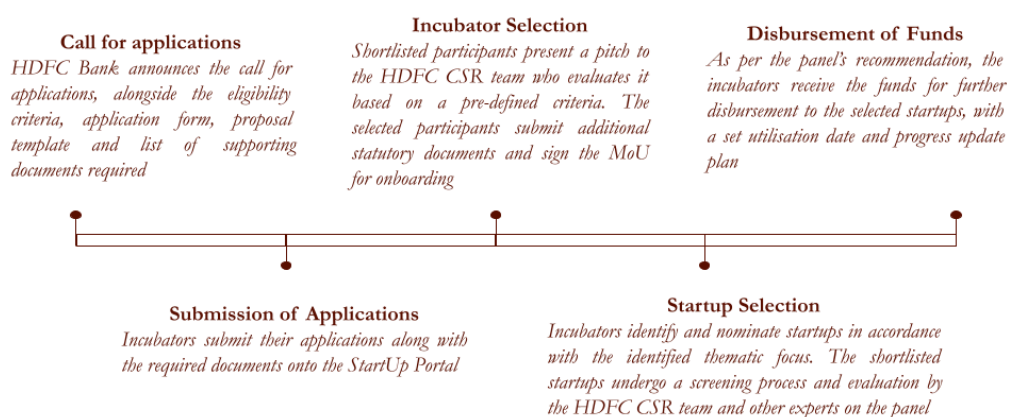 Call for applications
HDFC Bank announces the call for
applications, alongside the eligibility
criteria, application form, proposal
template and list of supporting
documents required
Submission of Applications
Incubators submit their applications along with
the required documents onto the StartUp Portal
Incubator Selection
Shortlisted participants present a pitch to
the HDFC CSR team who evaluates it
based on a pre-defined criteria. The
selected participants submit additional
statutory documents and sign the MoU
for onboarding
Startup Selection
Incubators identify and nominate startups in accordance
with the identified thematic focus. The shortlisted
startups undergo a screening process and evaluation by
the HDFC CSR team and other experts on the panel
Disbursement of Funds
As per the panel's recommendation, the
incubators receive the funds for further
disbursement to the selected startups, with
a set utilisation date and progress update
plan